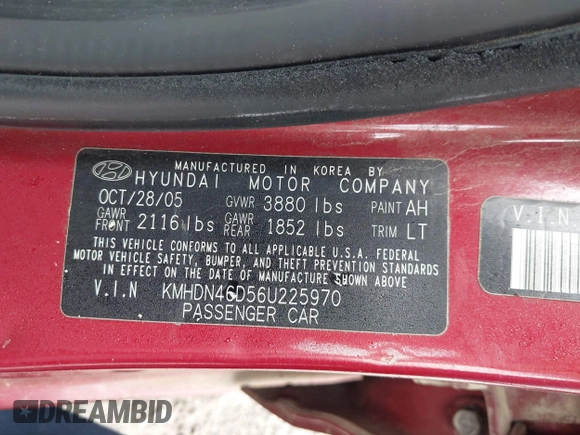 MANUFACTURED IN KOREA BY
HYUNDAI MOTOR COMPANY
OCT/28/05 GVWR 3880 lbs PAINT AH
GAWR FRONT 2116 lbs GAWR REAR 1852 lbs TRIM LT
THIS VEHICLE CONFORMS TO ALL APPLICABLE U.S.A. FEDERAL
MOTOR VEHICLE SAFETY, BUMPER, AND THEFT PREVENTION STANDARDS
IN EFFECT ON THE DATE OF MANUFACTURE SHOWN ABOVE
V.I.N KMHDN46D56U225970
PASSENGER CAR
V.I.N.
DREAMBID